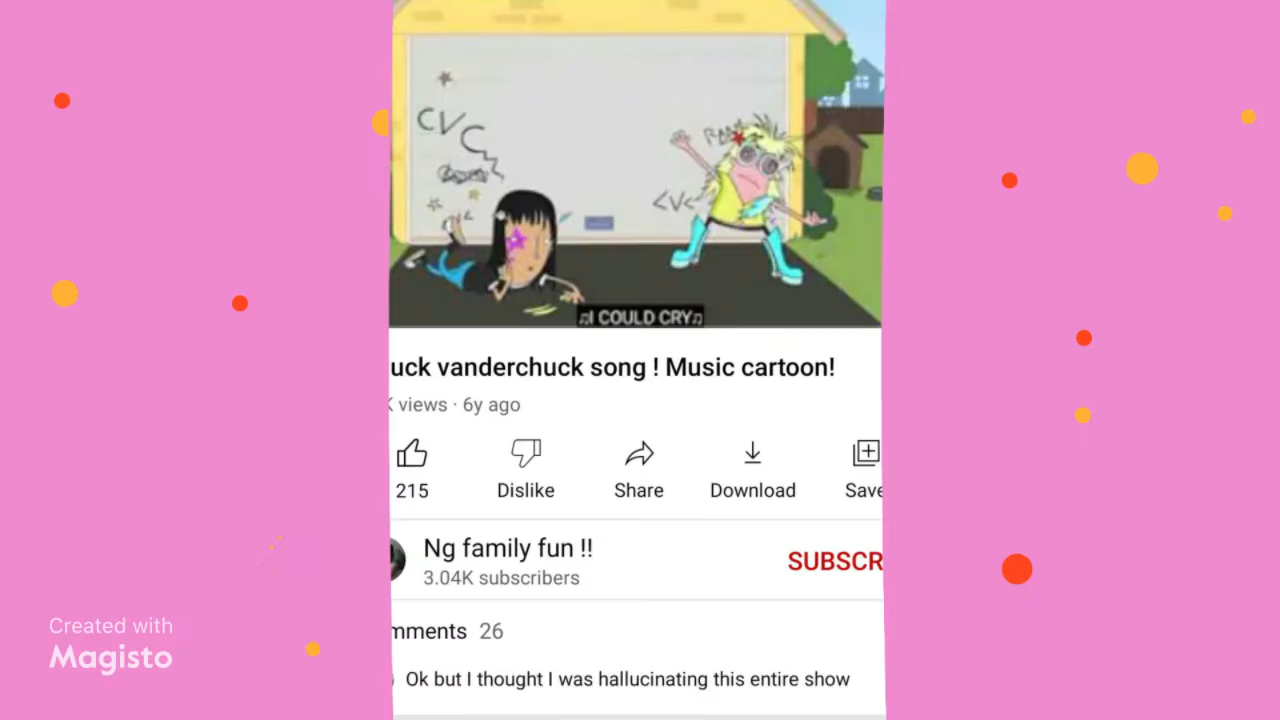 CVC
♫I COULD CRY♫
uck vanderchuck song ! Music cartoon!
views · 6y ago
215
Dislike
Share
Download
Save
Ng family fun !!
SUBSCR
3.04K subscribers
mments 26
Ok but I thought I was hallucinating this entire show
Created with
Magisto